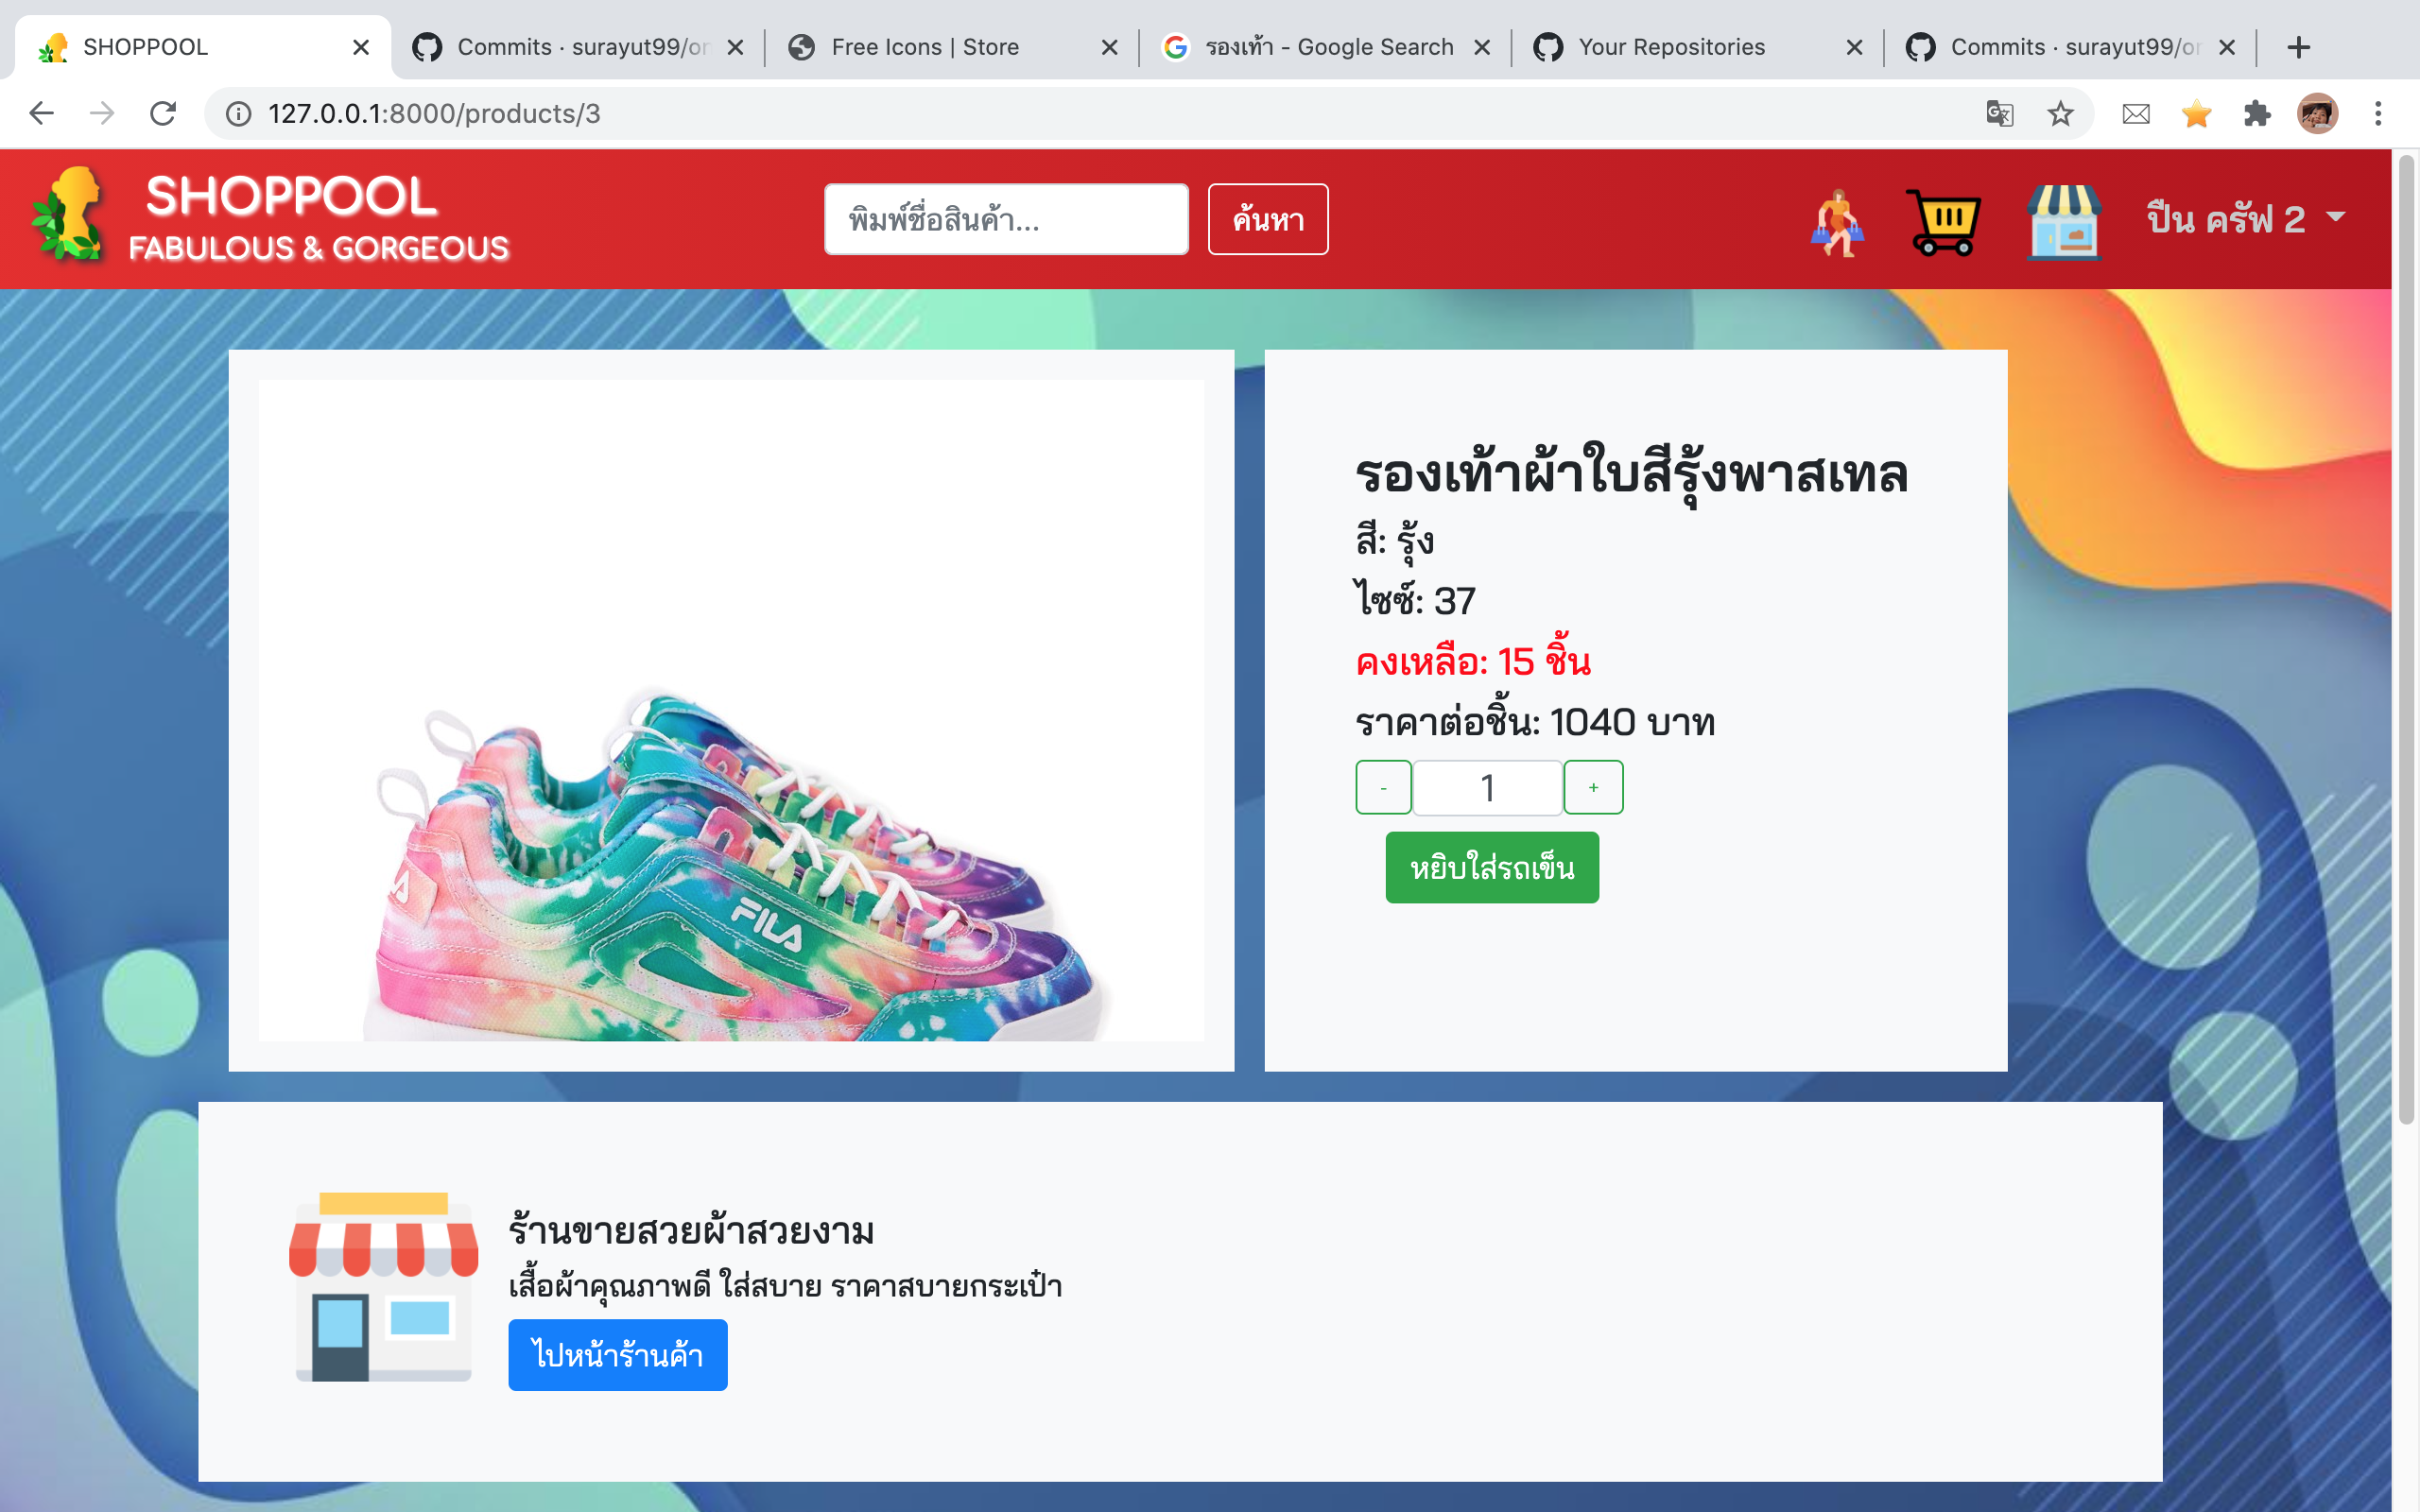 SHOPPOOL
Commits · surayut99/or
Free Icons | Store
รองเท้า - Google Search
Your Repositories
Commits · surayut99/or
127.0.0.1:8000/products/3
SHOPPOOL
FABULOUS & GORGEOUS
พิมพ์ชื่อสินค้า...
ค้นหา
ปืน ครัฟ 2
รองเท้าผ้าใบสีรุ้งพาสเทล
สี: รุ้ง
ไซซ์: 37
คงเหลือ: 15 ชิ้น
ราคาต่อชิ้น: 1040 บาท
- 1 +
หยิบใส่รถเข็น
FILA
ร้านขายสวยผ้าสวยงาม
เสื้อผ้าคุณภาพดี ใส่สบาย ราคาสบายกระเป๋า
ไปหน้าร้านค้า